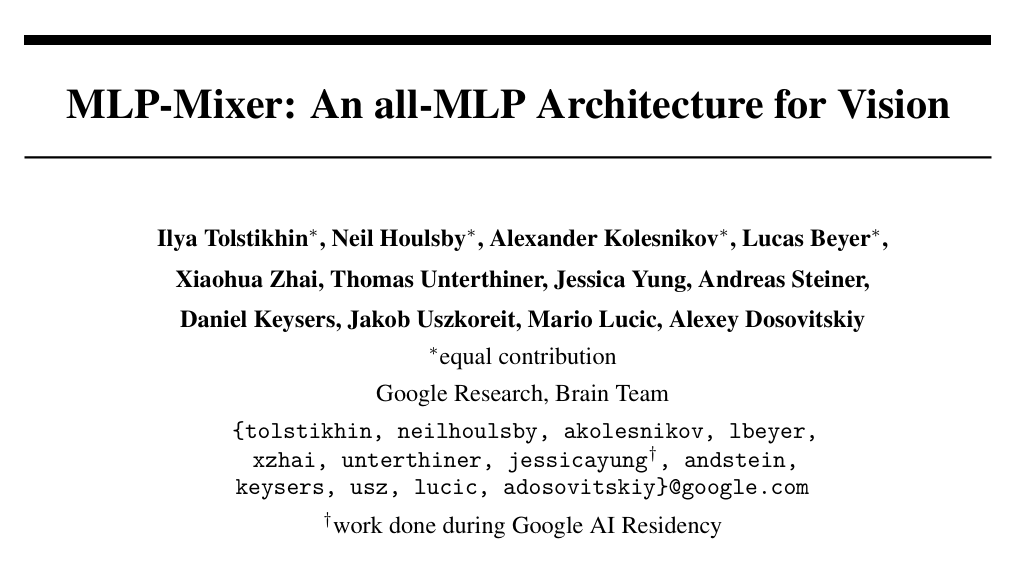 MLP-Mixer: An all-MLP Architecture for Vision
Ilya Tolstikhin*, Neil Houlsby*, Alexander Kolesnikov*, Lucas Beyer*,
Xiaohua Zhai, Thomas Unterthiner, Jessica Yung, Andreas Steiner,
Daniel Keysers, Jakob Uszkoreit, Mario Lucic, Alexey Dosovitskiy
*equal contribution
Google Research, Brain Team
{tolstikhin, neilhoulsby, akolesnikov, lbeyer,
xzhai, unterthiner, jessicayung†, andstein,
keysers, usz, lucic, adosovitskiy}@google.com
†work done during Google AI Residency